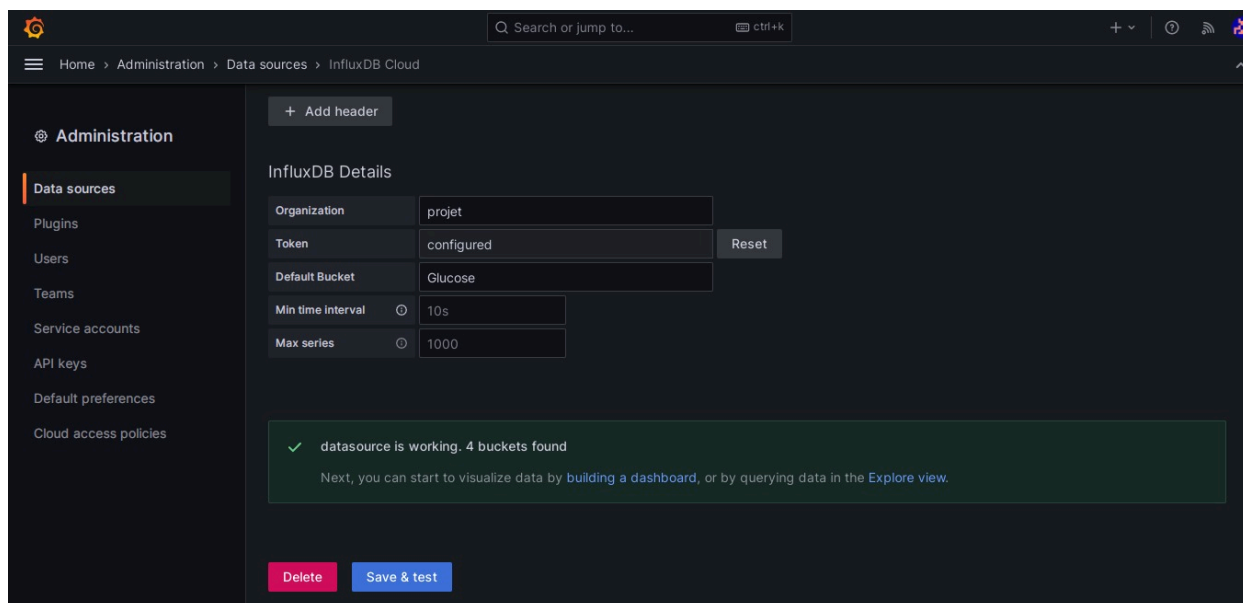 Search or jump to... ctrl+k
Home › Administration › Data sources › InfluxDB Cloud
Administration
Data sources
Plugins
Users
Teams
Service accounts
API keys
Default preferences
Cloud access policies
+ Add header
InfluxDB Details
Organization projet
Token configured Reset
Default Bucket Glucose
Min time interval 10s
Max series 1000
datasource is working. 4 buckets found
Next, you can start to visualize data by building a dashboard, or by querying data in the Explore view.
Delete Save & test